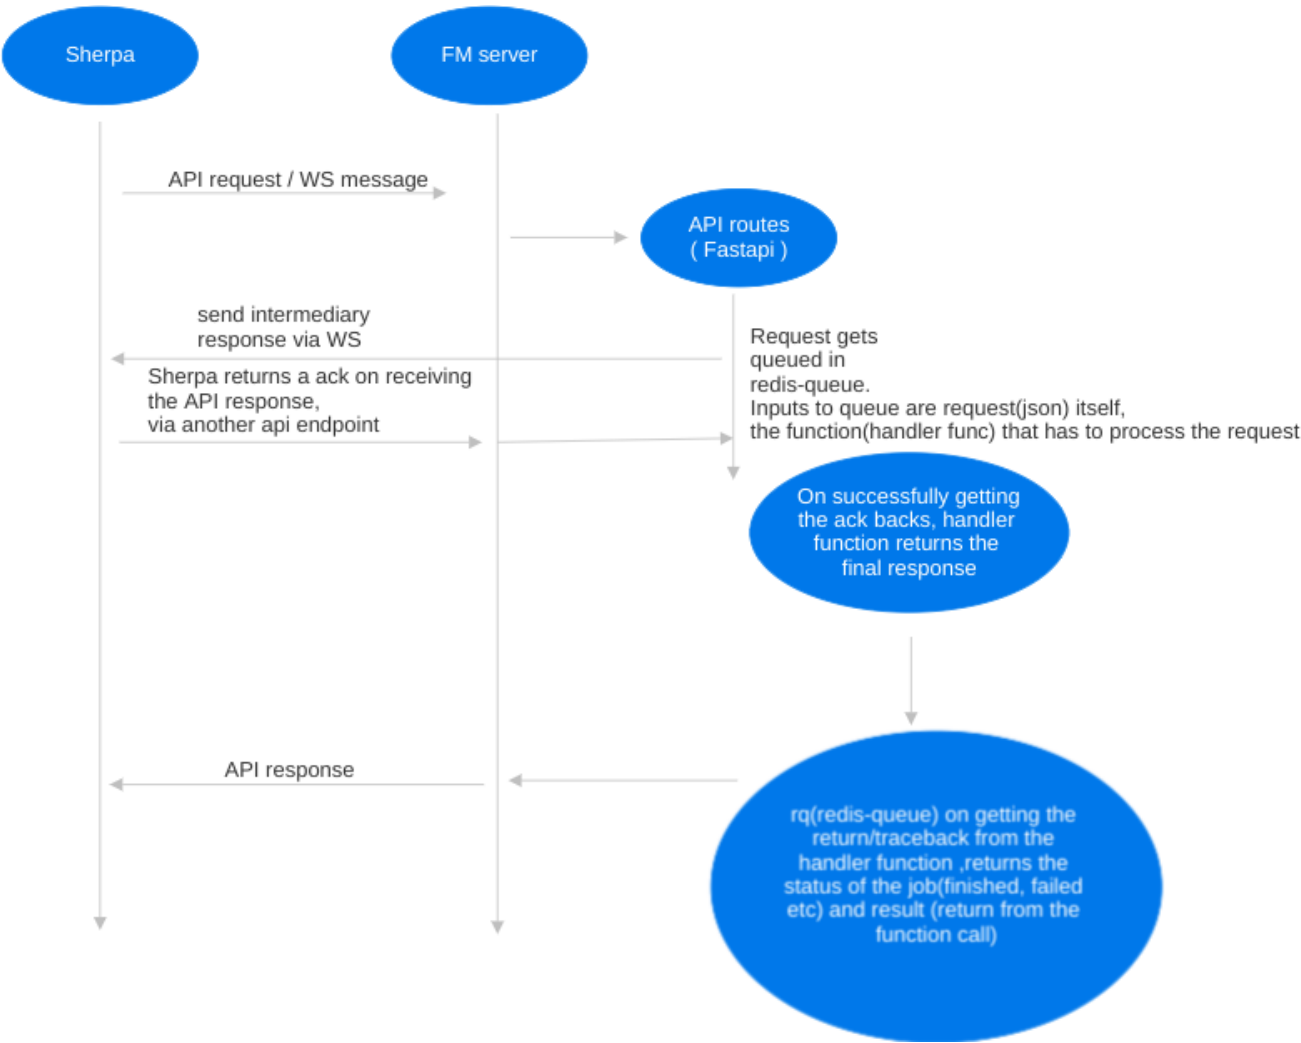 Sherpa
FM server
API request / WS message
API routes
( Fastapi )
send intermediary
response via WS
Request gets
queued in
redis-queue.
Inputs to queue are request(json) itself,
the function(handler func) that has to process the request
Sherpa returns a ack on receiving
the API response,
via another api endpoint
On successfully getting
the ack backs, handler
function returns the
final response
API response
rq(redis-queue) on getting the
return/traceback from the
handler function ,returns the
status of the job(finished, failed
etc) and result (return from the
function call)